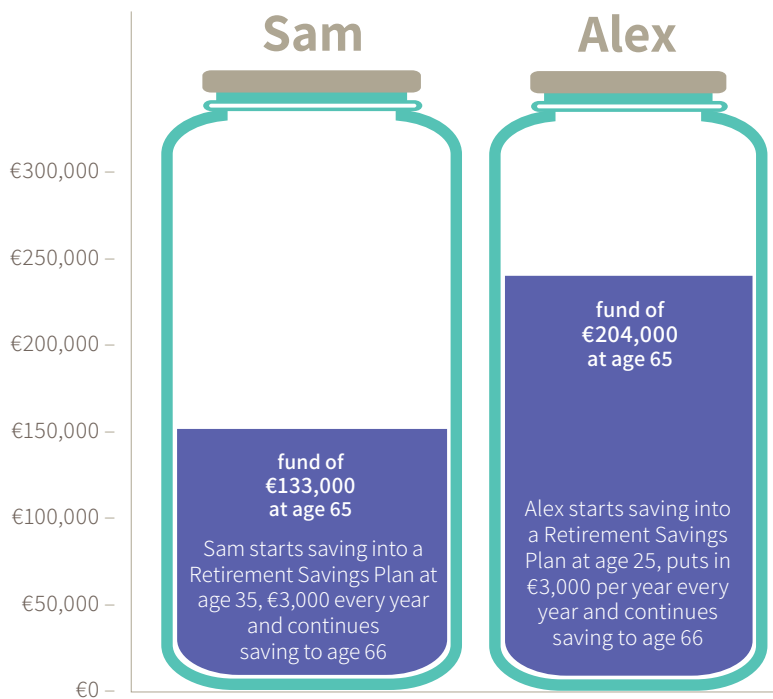 Sam
Alex
€300,000
€250,000
€200,000
€150,000
€100,000
€50,000
€0
fund of
€133,000
at age 65
Sam starts saving into a
Retirement Savings Plan at
age 35, €3,000 every year
and continues
saving to age 66
fund of
€204,000
at age 65
Alex starts saving into
a Retirement Savings
Plan at age 25, puts in
€3,000 per year every
year and continues
saving to age 66